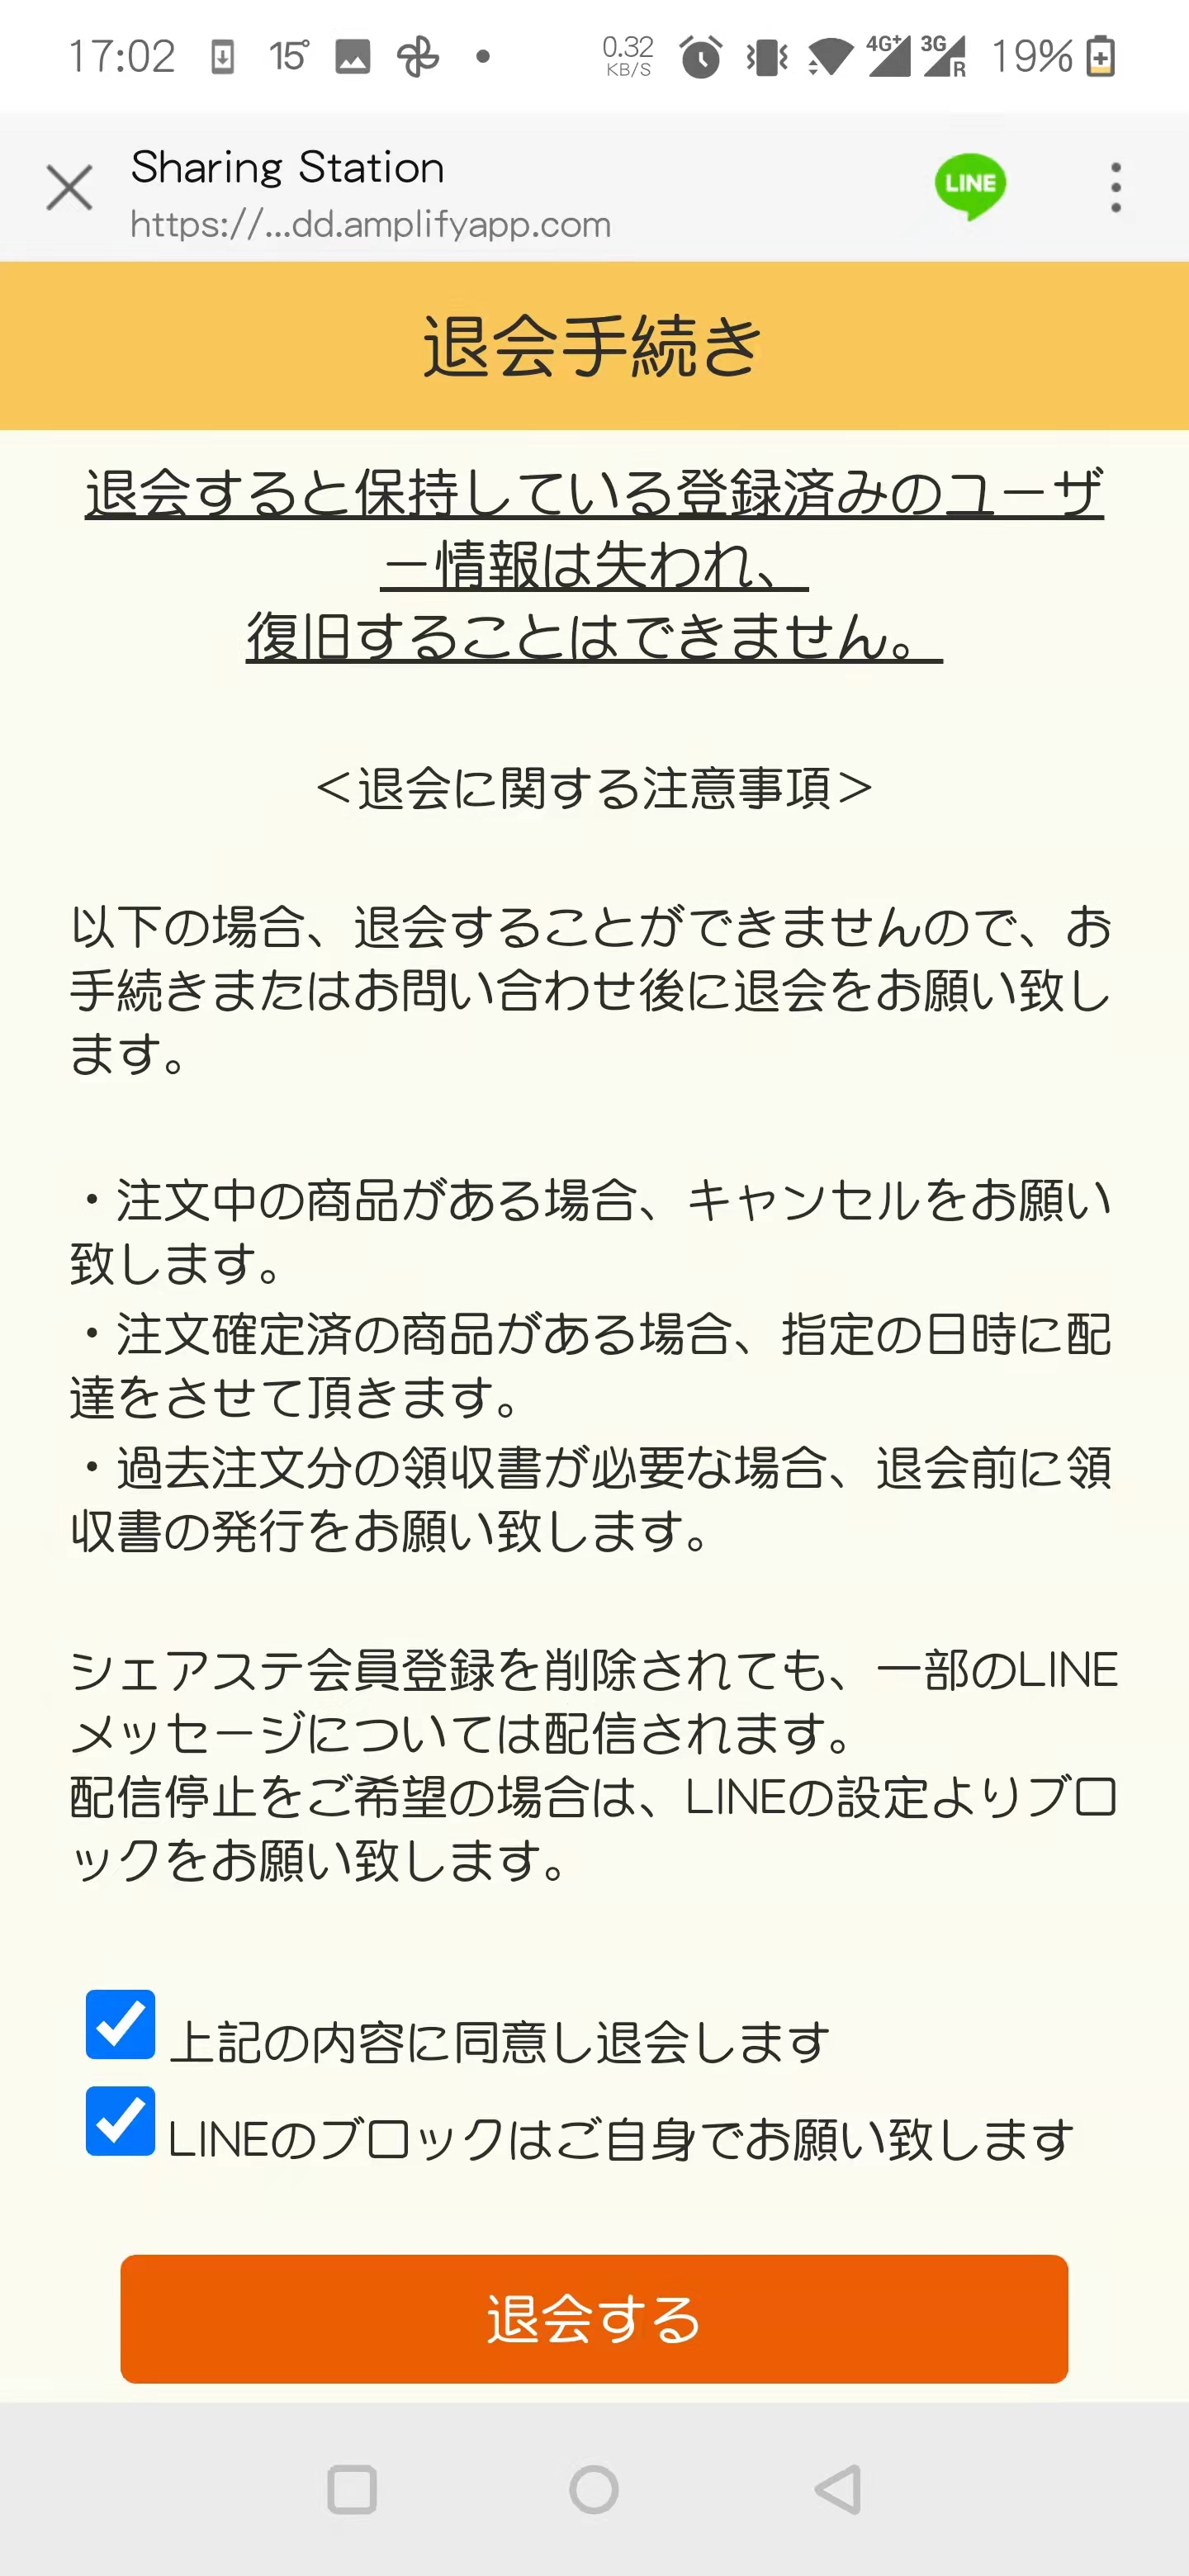 17:02 15° 0.32 KB/S 4G+ 3G R 19%
Sharing Station
https://...dd.amplifyapp.com
LINE
退会手続き
退会すると保持している登録済みのユーザ
ー情報は失われ、
復旧することはできません。
＜退会に関する注意事項＞
以下の場合、退会することができませんので、お
手続きまたはお問い合わせ後に退会をお願い致し
ます。
・注文中の商品がある場合、キャンセルをお願い
致します。
・注文確定済の商品がある場合、指定の日時に配
達をさせて頂きます。
・過去注文分の領収書が必要な場合、退会前に領
収書の発行をお願い致します。
シェアステ会員登録を削除されても、一部のLINE
メッセージについては配信されます。
配信停止をご希望の場合は、LINEの設定よりブロ
ックをお願い致します。
上記の内容に同意し退会します
LINEのブロックはご自身でお願い致します
退会する